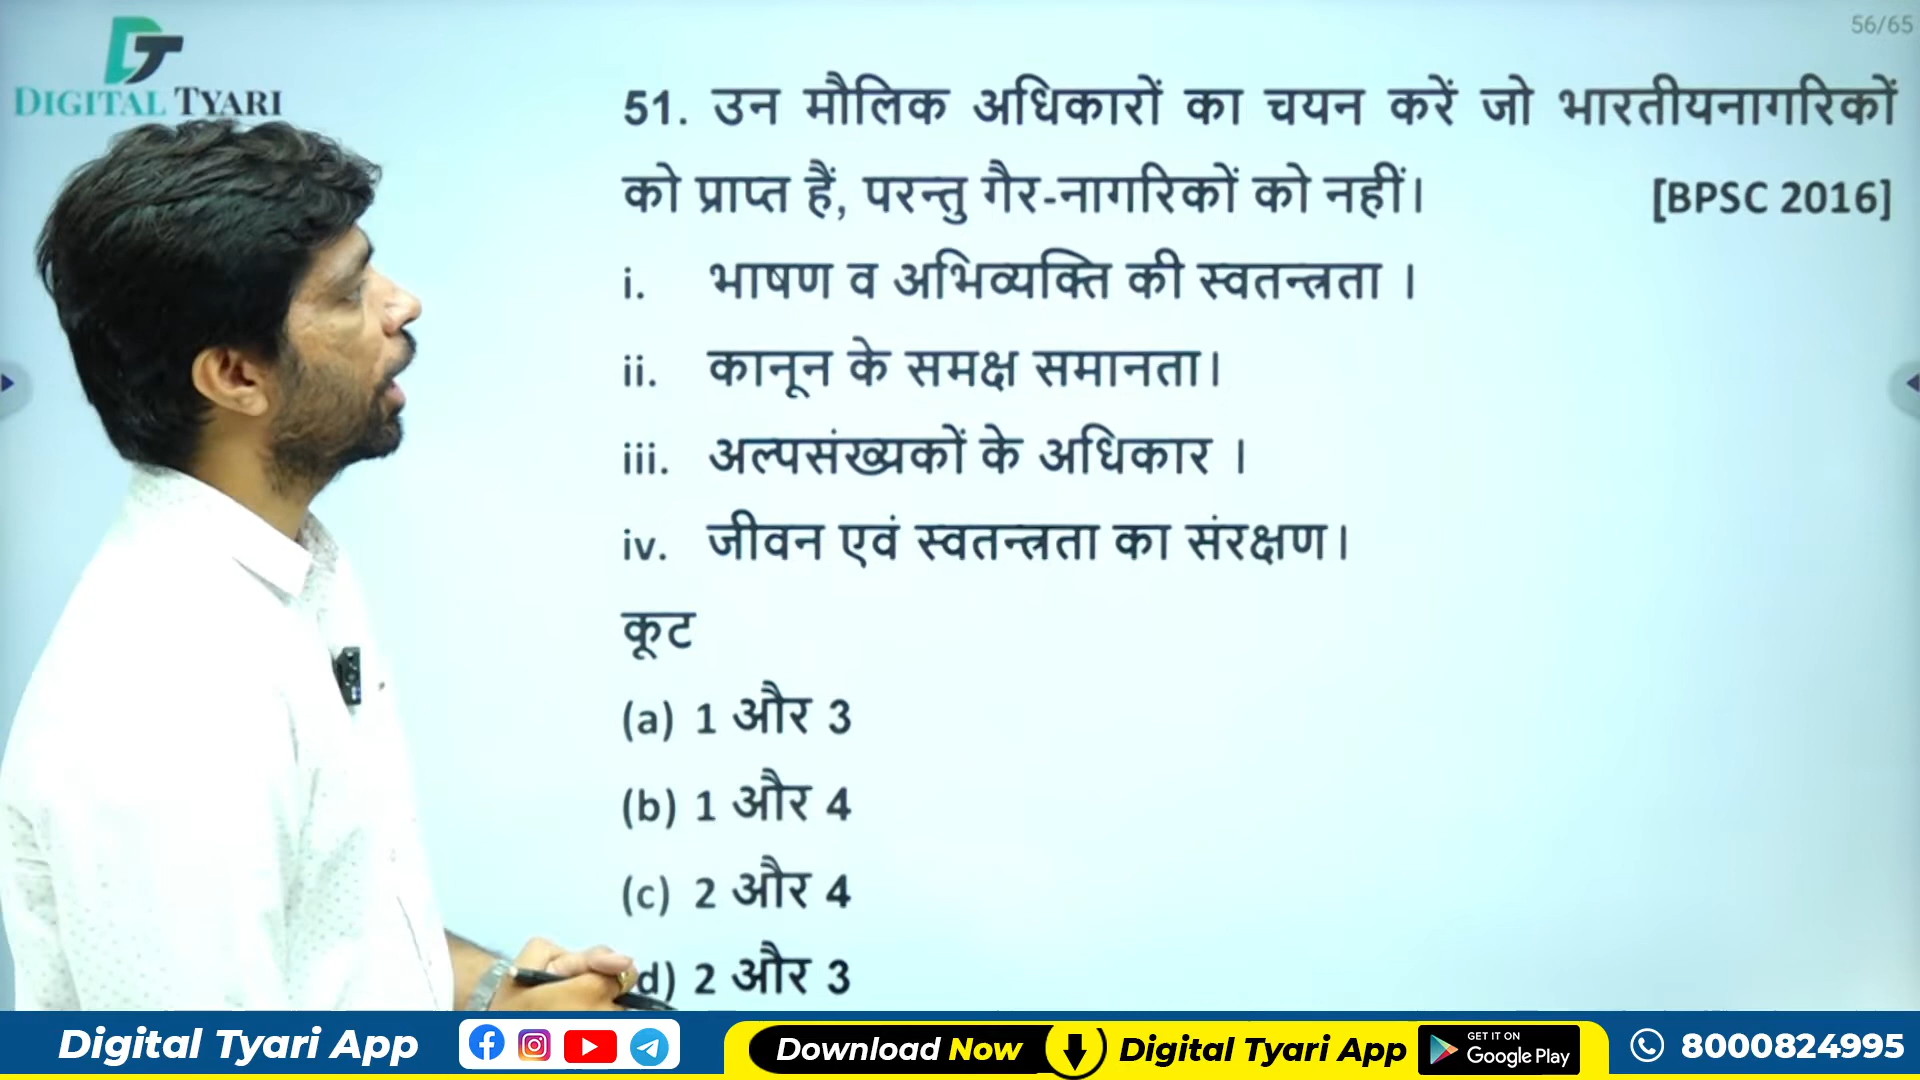 56/65
DT
DIGITAL TYARI
51. उन मौलिक अधिकारों का चयन करें जो भारतीयनागरिकों
को प्राप्त हैं, परन्तु गैर-नागरिकों को नहीं। [BPSC 2016]
i. भाषण व अभिव्यक्ति की स्वतन्त्रता ।
ii. कानून के समक्ष समानता।
iii. अल्पसंख्यकों के अधिकार ।
iv. जीवन एवं स्वतन्त्रता का संरक्षण।
कूट
(a) 1 और 3
(b) 1 और 4
(c) 2 और 4
d) 2 और 3
Digital Tyari App
Download Now
Digital Tyari App
GET IT ON
Google Play
8000824995